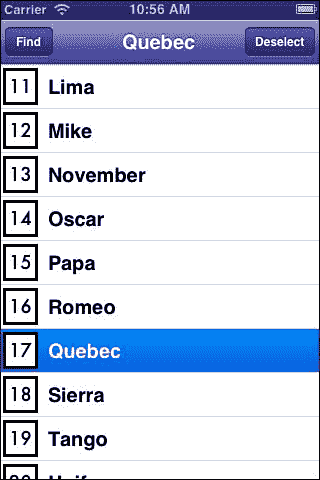 Carrier 10:56 AM
Find Quebec Deselect
11 Lima
12 Mike
13 November
14 Oscar
15 Papa
16 Romeo
17 Quebec
18 Sierra
19 Tango